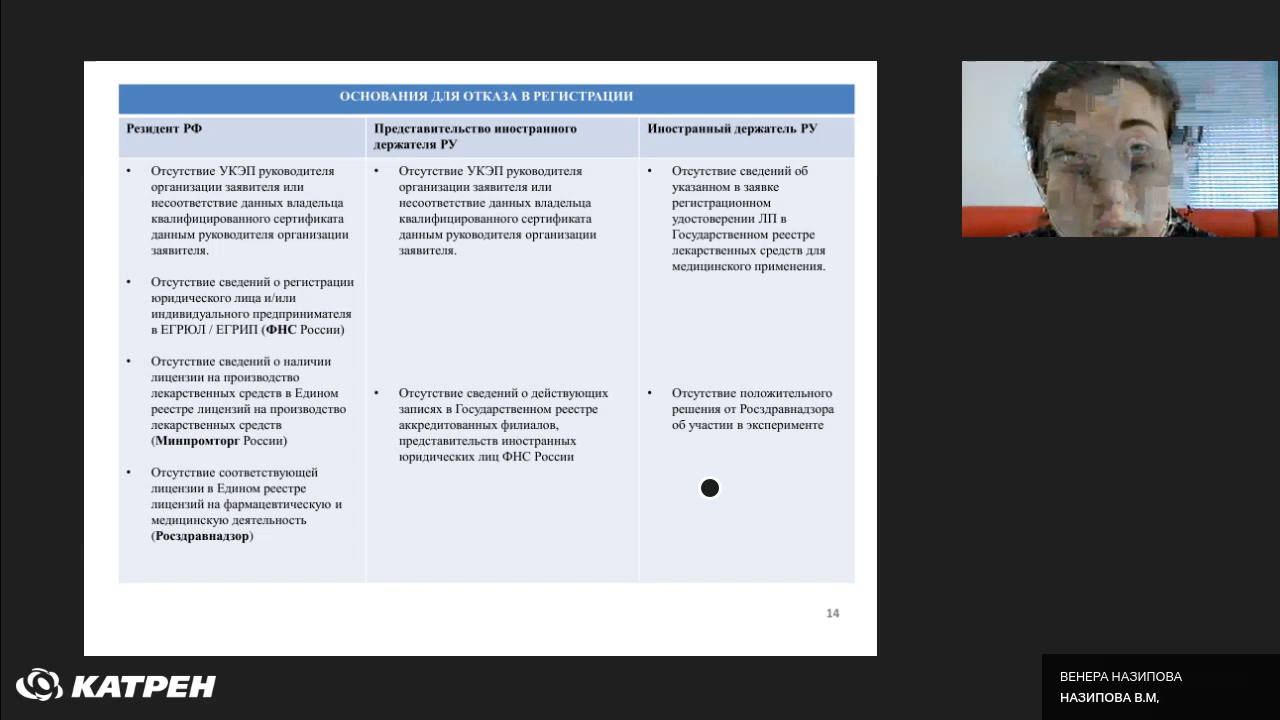 ОСНОВАНИЯ ДЛЯ ОТКАЗА В РЕГИСТРАЦИИ
Резидент РФ
Представительство иностранного
держателя РУ
Иностранный держатель РУ
• Отсутствие УКЭП руководителя
организации заявителя или
несоответствие данных владельца
квалифицированного сертификата
данным руководителя организации
заявителя.
• Отсутствие сведений о регистрации
юридического лица и/или
индивидуального предпринимателя
в ЕГРЮЛ / ЕГРИП (ФНС России)
• Отсутствие сведений о наличии
лицензии на производство
лекарственных средств в Едином
реестре лицензий на производство
лекарственных средств
(Минпромторг России)
• Отсутствие соответствующей
лицензии в Едином реестре
лицензий на фармацевтическую и
медицинскую деятельность
(Росздравнадзор)
• Отсутствие УКЭП руководителя
организации заявителя или
несоответствие данных владельца
квалифицированного сертификата
данным руководителя организации
заявителя.
• Отсутствие сведений о действующих
записях в Государственном реестре
аккредитованных филиалов,
представительств иностранных
юридических лиц ФНС России
• Отсутствие сведений об
указанном в заявке
регистрационном
удостоверении ЛП в
Государственном реестре
лекарственных средств для
медицинского применения.
• Отсутствие положительного
решения от Росздравнадзора
об участии в эксперименте
14
КАТРЕН
ВЕНЕРА НАЗИПОВА
НАЗИПОВА В.М,